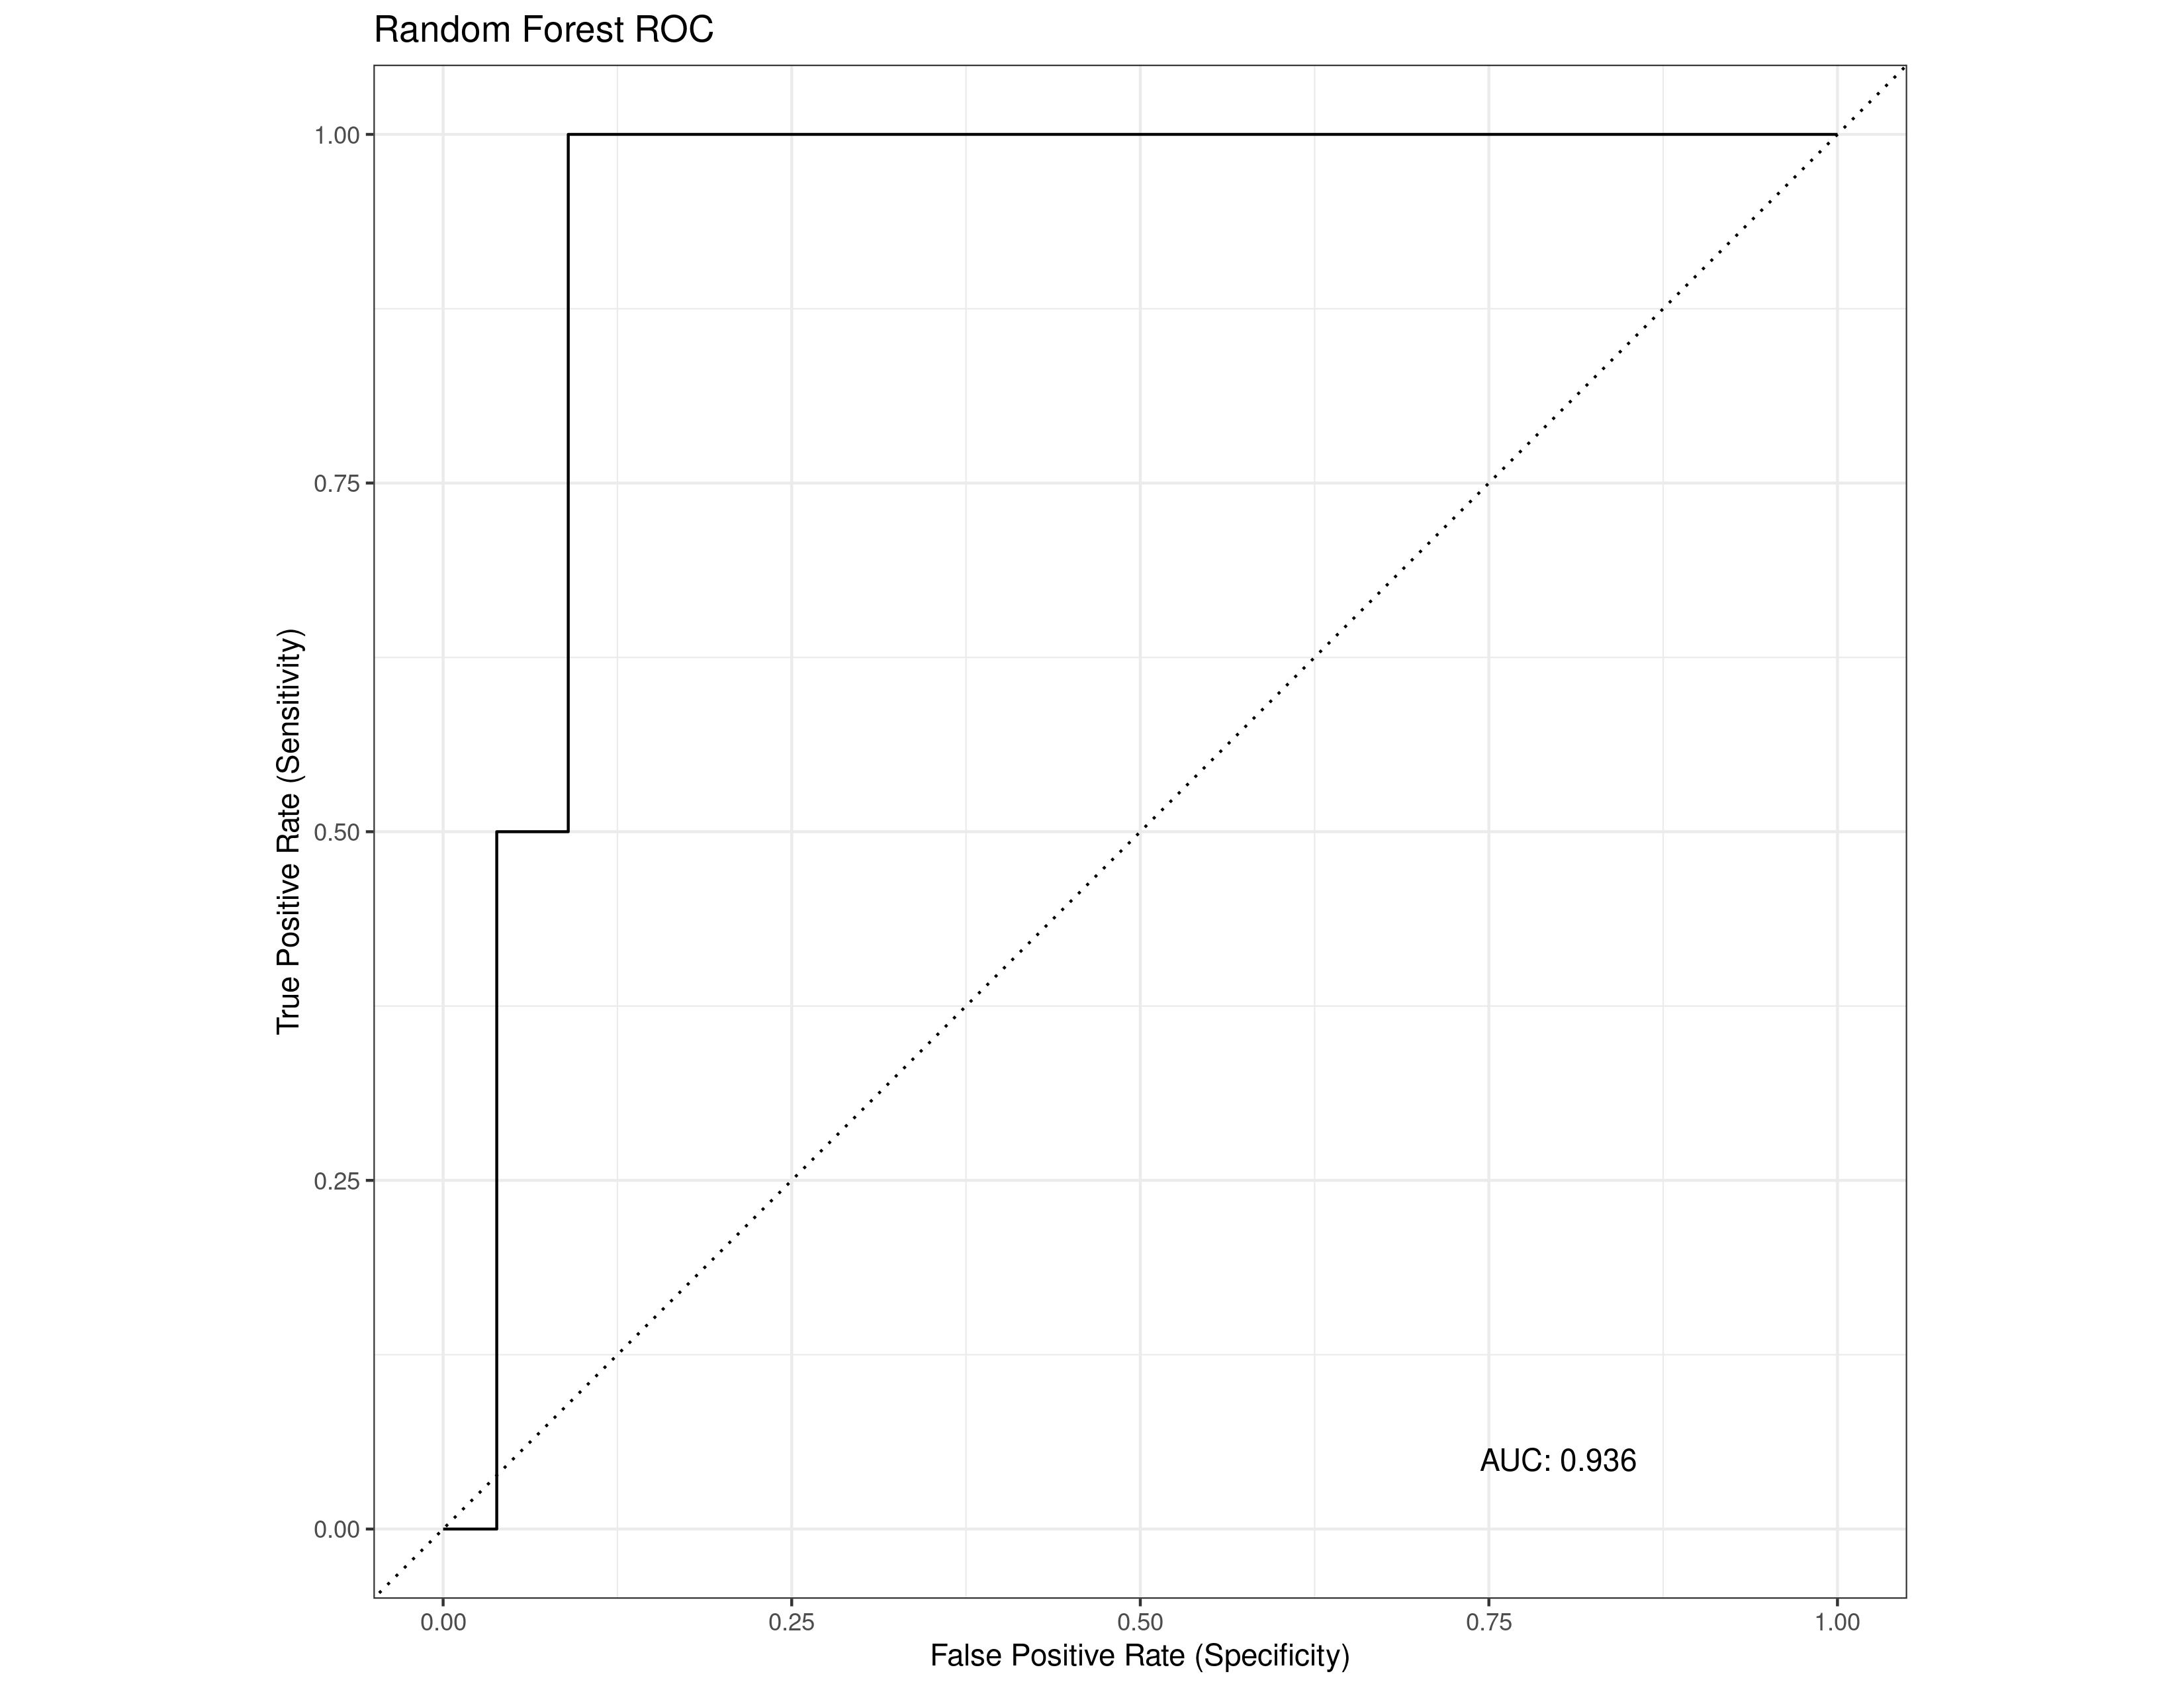 Random Forest ROC
1.00
0.75
0.50
0.25
0.00
True Positive Rate (Sensitivity)
AUC: 0.936
0.00 0.25 0.50 0.75 1.00
False Positive Rate (Specificity)